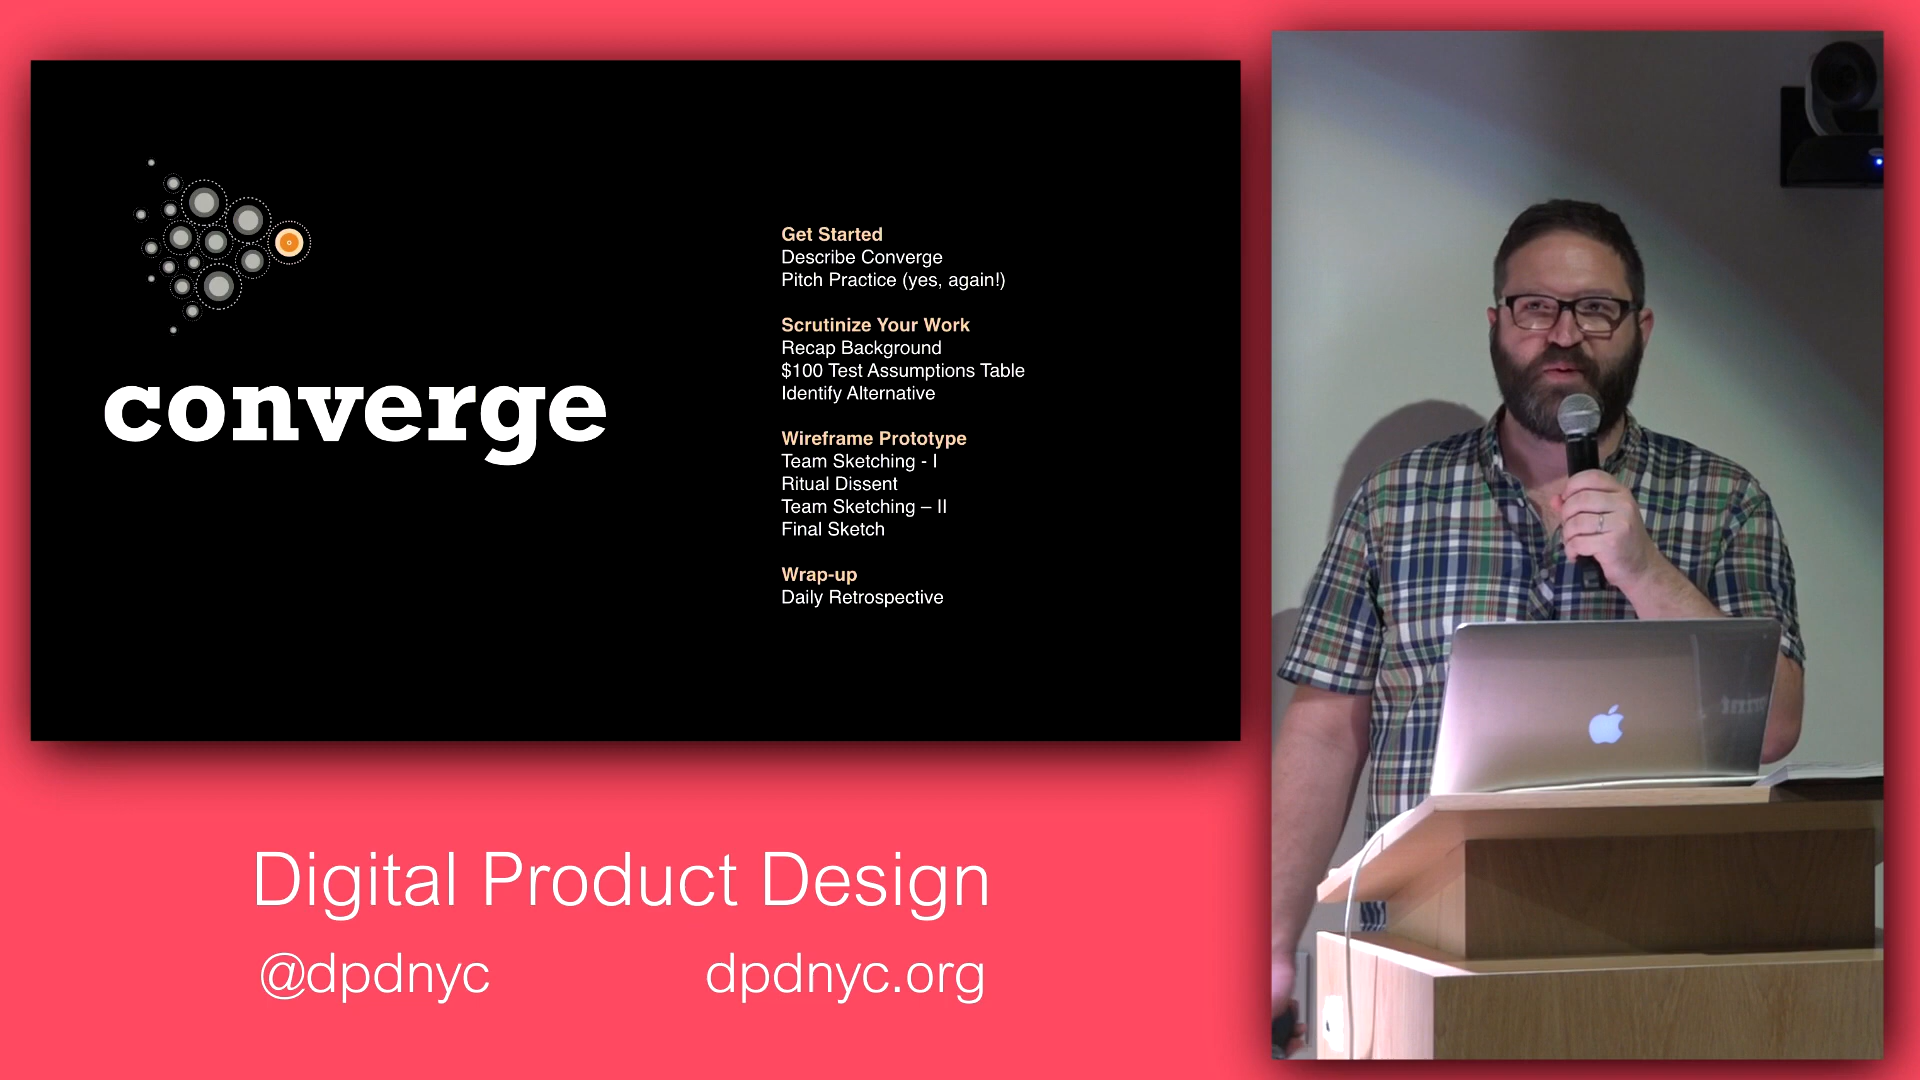 converge
Get Started
Describe Converge
Pitch Practice (yes, again!)
Scrutinize Your Work
Recap Background
$100 Test Assumptions Table
Identify Alternative
Wireframe Prototype
Team Sketching - I
Ritual Dissent
Team Sketching – II
Final Sketch
Wrap-up
Daily Retrospective
Digital Product Design
@dpdnyc
dpdnyc.org